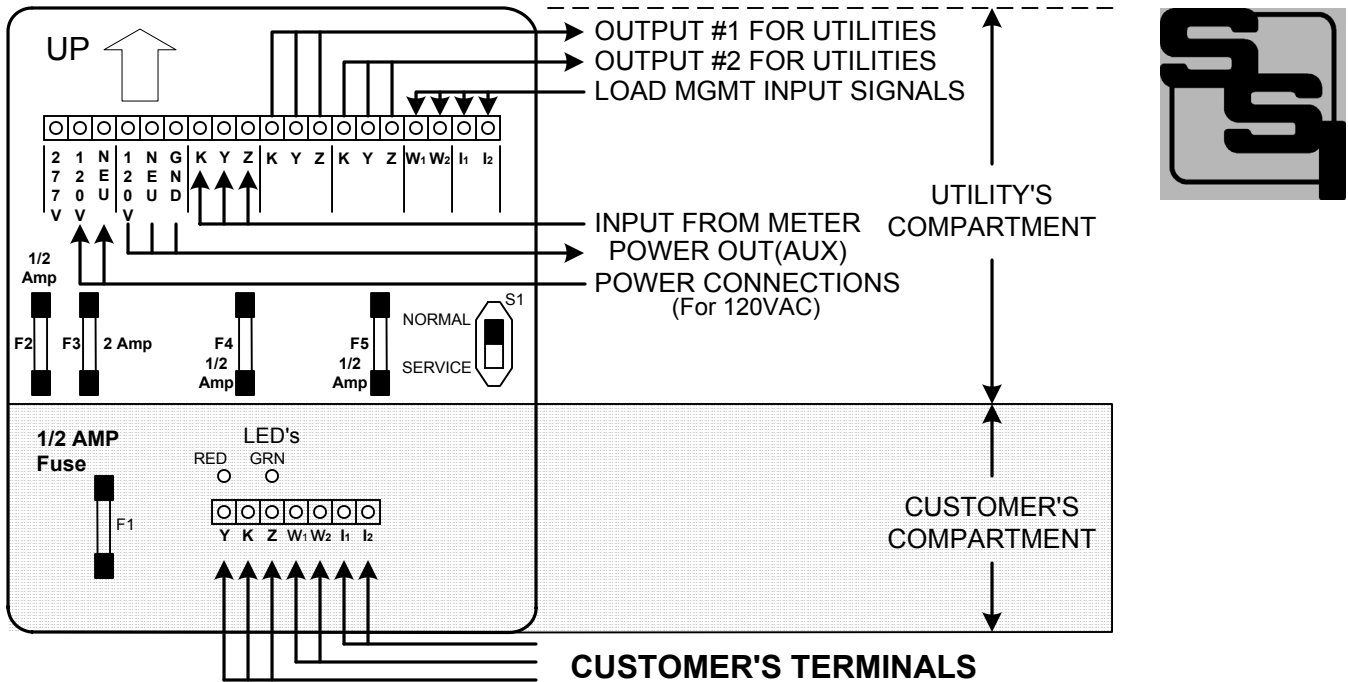 UP
OUTPUT #1 FOR UTILITIES
OUTPUT #2 FOR UTILITIES
LOAD MGMT INPUT SIGNALS
277V 120V NEU 120V NEU GND K Y Z K Y Z K Y Z W1 W2 I1 I2
UTILITY'S
COMPARTMENT
INPUT FROM METER
POWER OUT(AUX)
POWER CONNECTIONS
(For 120VAC)
1/2
Amp
F2
F3
2 Amp
F4
1/2
Amp
F5
1/2
Amp
S1
NORMAL
SERVICE
1/2 AMP
Fuse
F1
LED's
RED GRN
Y K Z W1 W2 I1 I2
CUSTOMER'S
COMPARTMENT
CUSTOMER'S TERMINALS
SSI